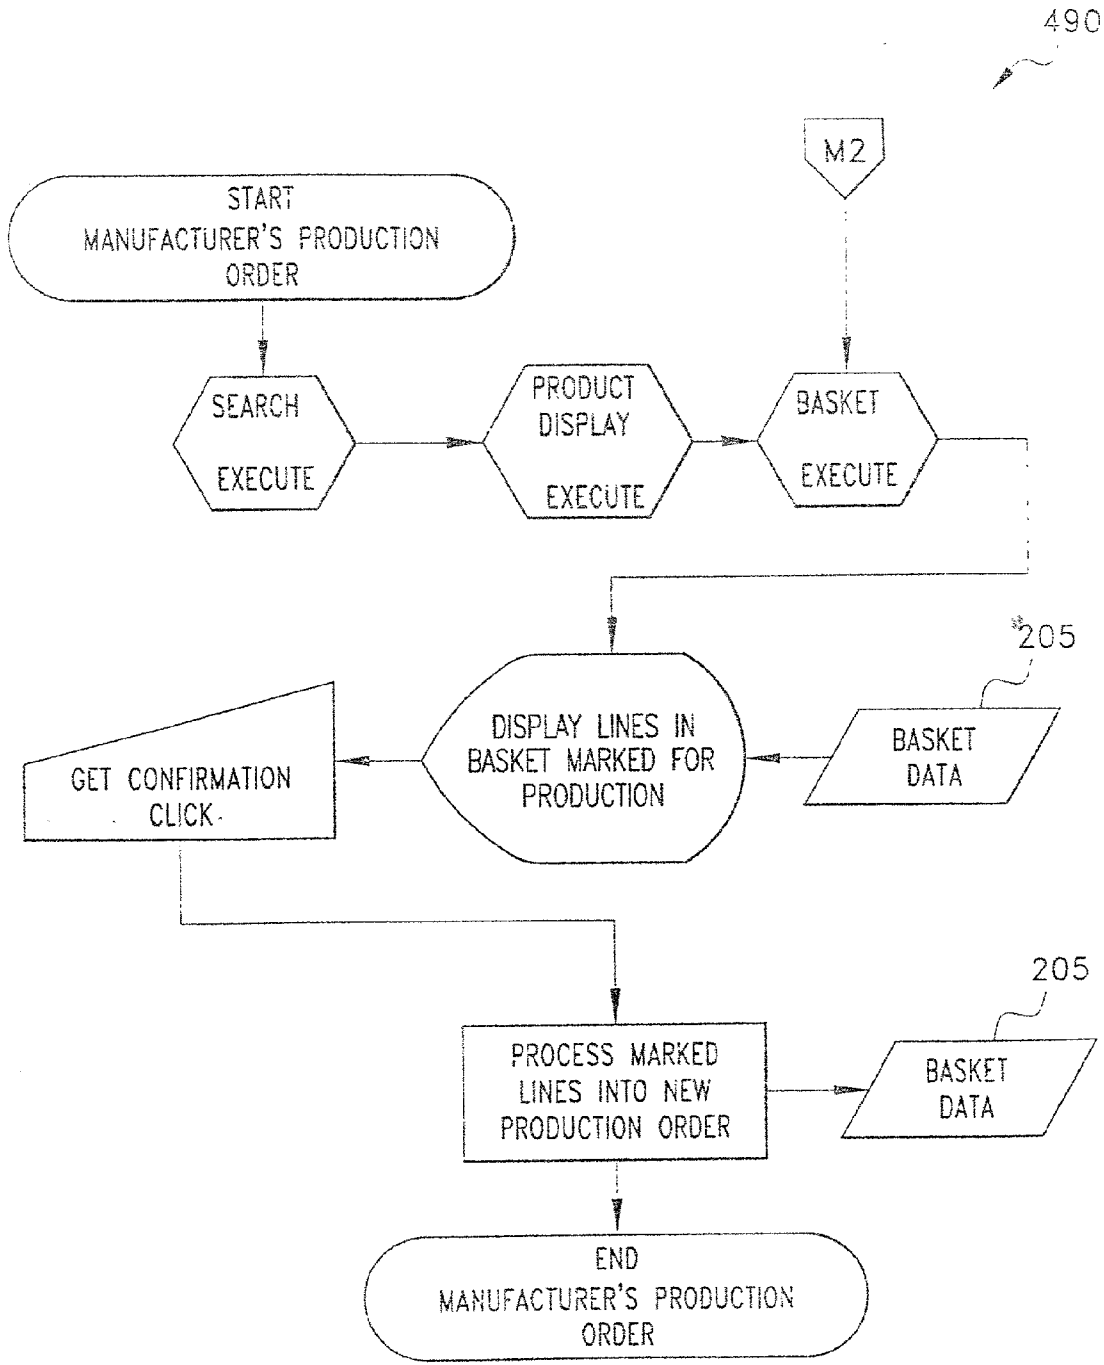 490
M2
START
MANUFACTURER'S PRODUCTION
ORDER
SEARCH
EXECUTE
PRODUCT
DISPLAY
EXECUTE
BASKET
EXECUTE
205
DISPLAY LINES IN
BASKET MARKED FOR
PRODUCTION
BASKET
DATA
GET CONFIRMATION
CLICK
205
PROCESS MARKED
LINES INTO NEW
PRODUCTION ORDER
BASKET
DATA
END
MANUFACTURER'S PRODUCTION
ORDER